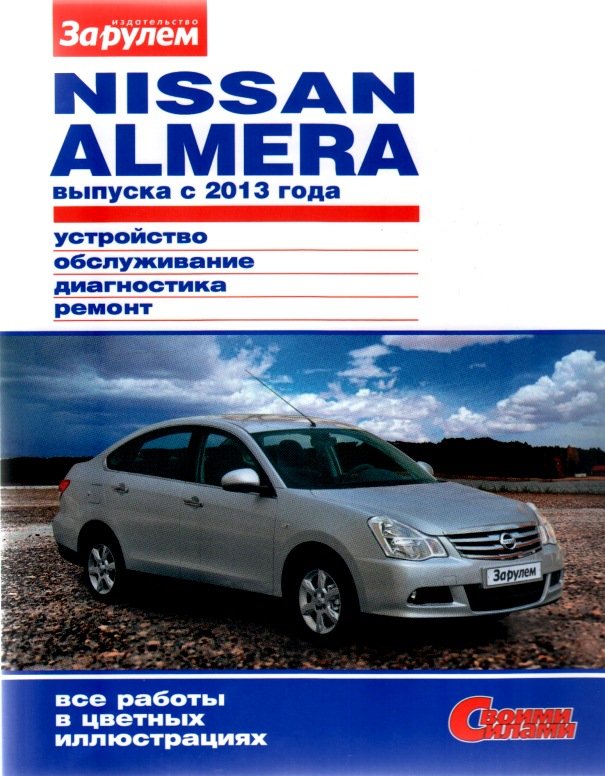 издательство
За рулем
NISSAN
ALMERA
выпуска с 2013 года
устройство
обслуживание
диагностика
ремонт
За рулем
все работы
в цветных
иллюстрациях
Своими
силами